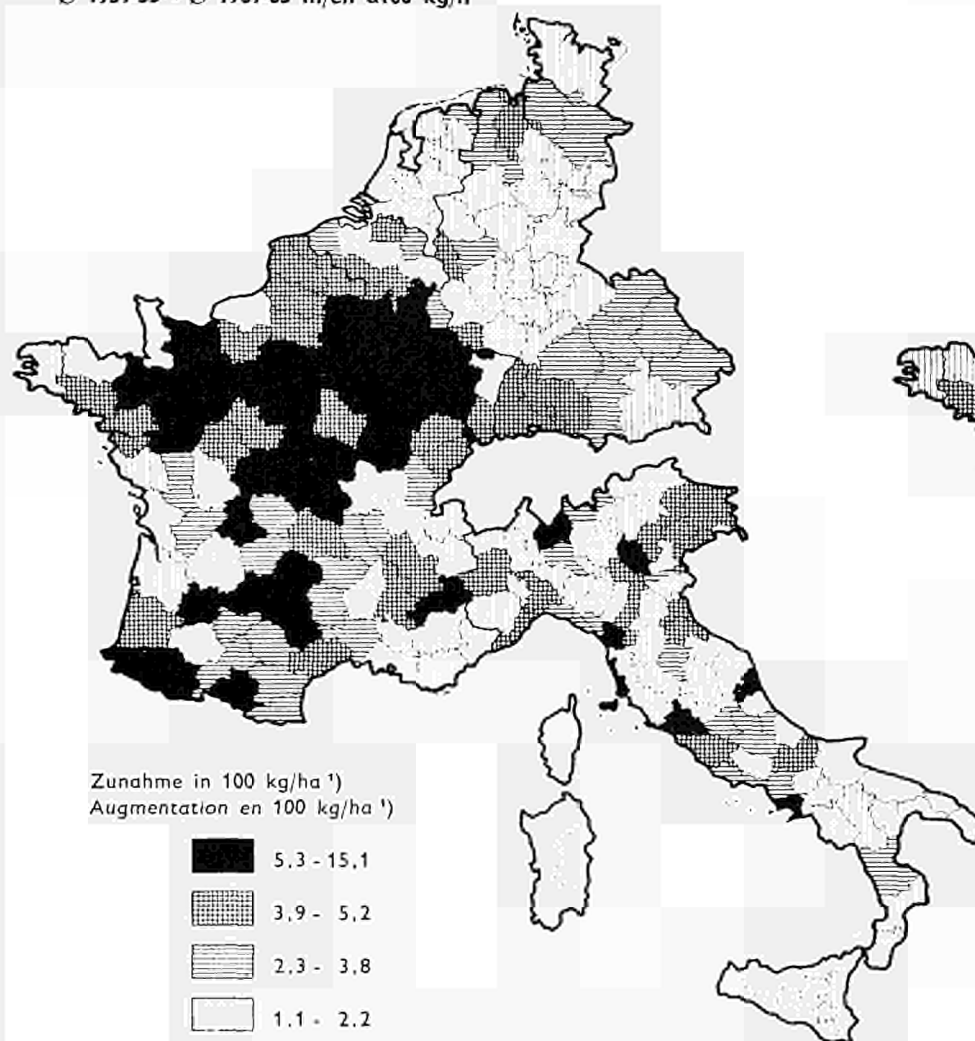 Zunahme in 100 kg/ha ¹)
Augmentation en 100 kg/ha ¹)
5,3 - 15,1
3,9 - 5,2
2,3 - 3,8
1,1 - 2,2